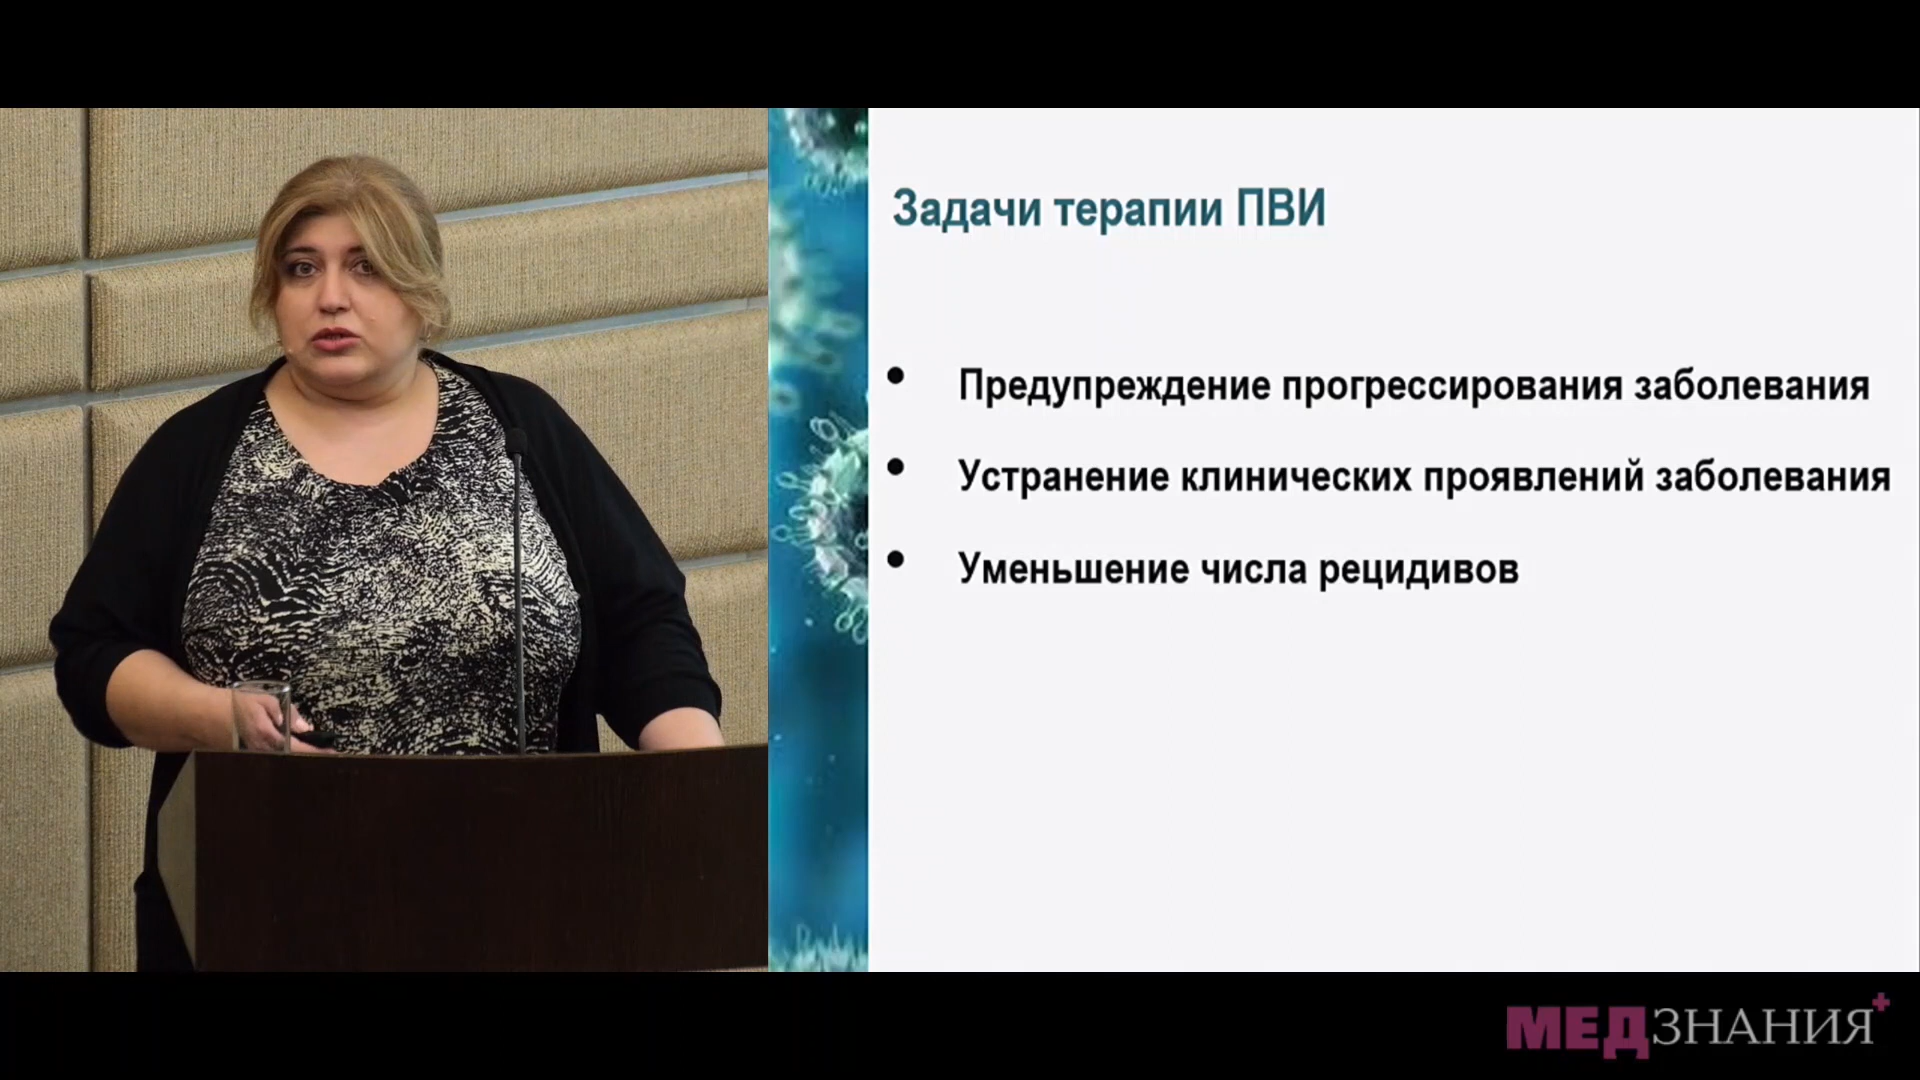 Задачи терапии ПВИ
• Предупреждение прогрессирования заболевания
• Устранение клинических проявлений заболевания
• Уменьшение числа рецидивов
МЕДЗНАНИЯ+